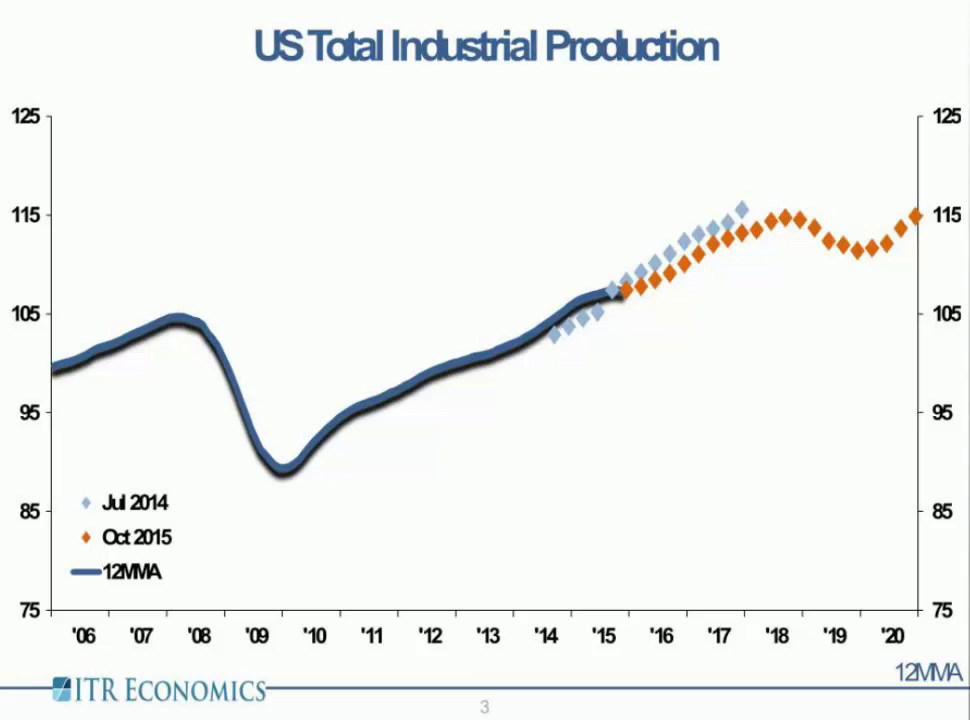 US Total Industrial Production
125 125
115 115
105 105
95 95
85 85
75 75
Jul 2014
Oct 2015
12MMA
'06 '07 '08 '09 '10 '11 '12 '13 '14 '15 '16 '17 '18 '19 '20
12MMA
ITR ECONOMICS
3